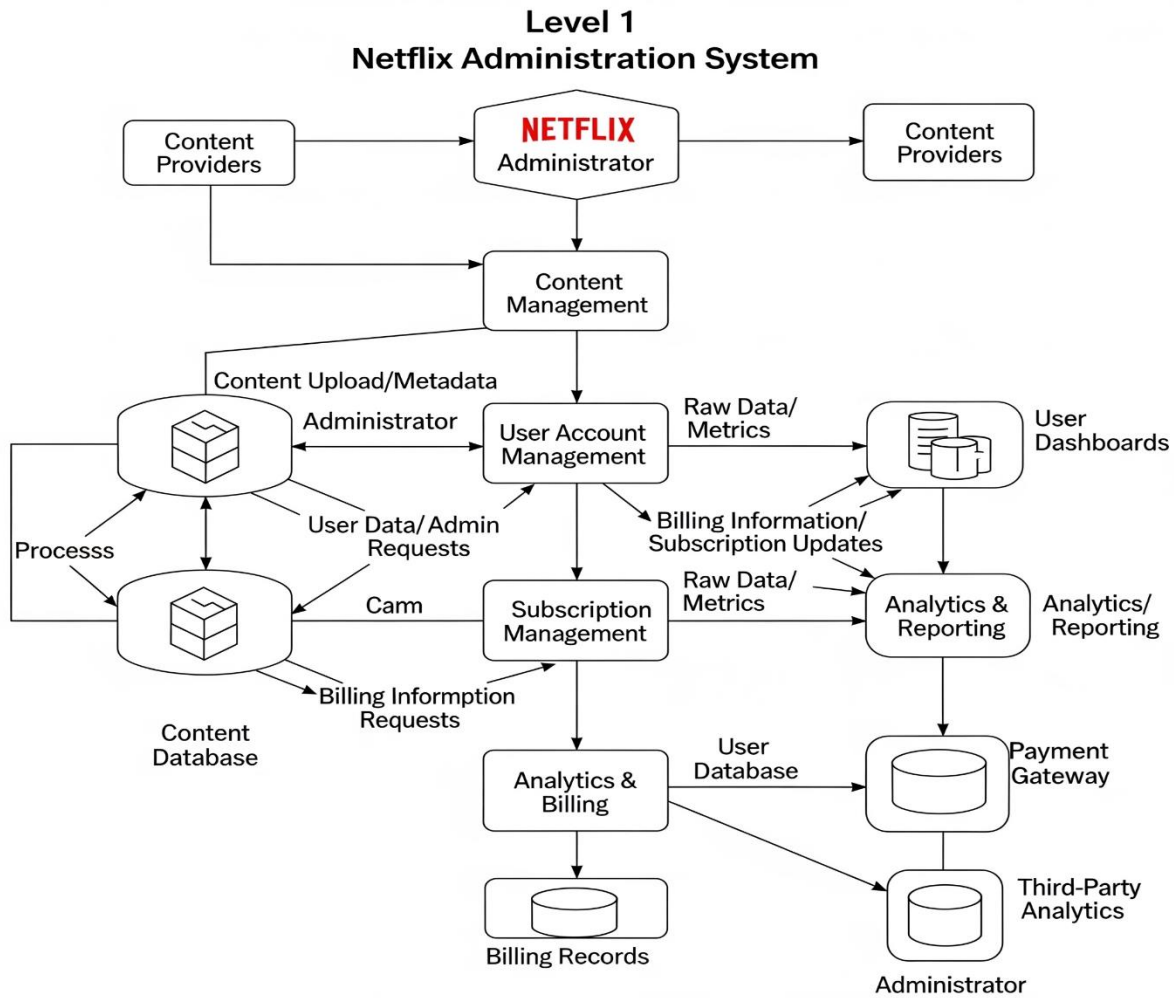 Level 1
Netflix Administration System
Content
Providers
NETFLIX
Administrator
Content
Providers
Content
Management
Content Upload/Metadata
Administrator
User Account
Management
Raw Data/
Metrics
User
Dashboards
Processs
User Data/Admin
Requests
Billing Information/
Subscription Updates
Cam
Subscription
Management
Raw Data/
Metrics
Analytics &
Reporting
Analytics/
Reporting
Billing Informption
Requests
Content
Database
Analytics &
Billing
User
Database
Payment
Gateway
Billing Records
Third-Party
Analytics
Administrator